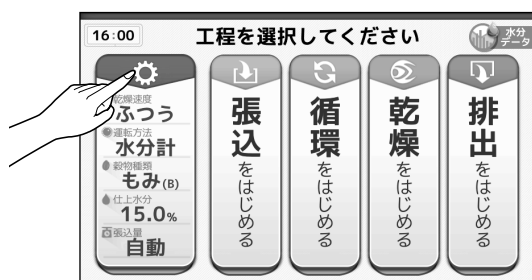 16:00
工程を選択してください
水分
データ
乾燥速度
ふつう
運転方法
水分計
穀物種類
もみ(B)
仕上水分
15.0%
張込量
自動
張込をはじめる
循環をはじめる
乾燥をはじめる
排出をはじめる